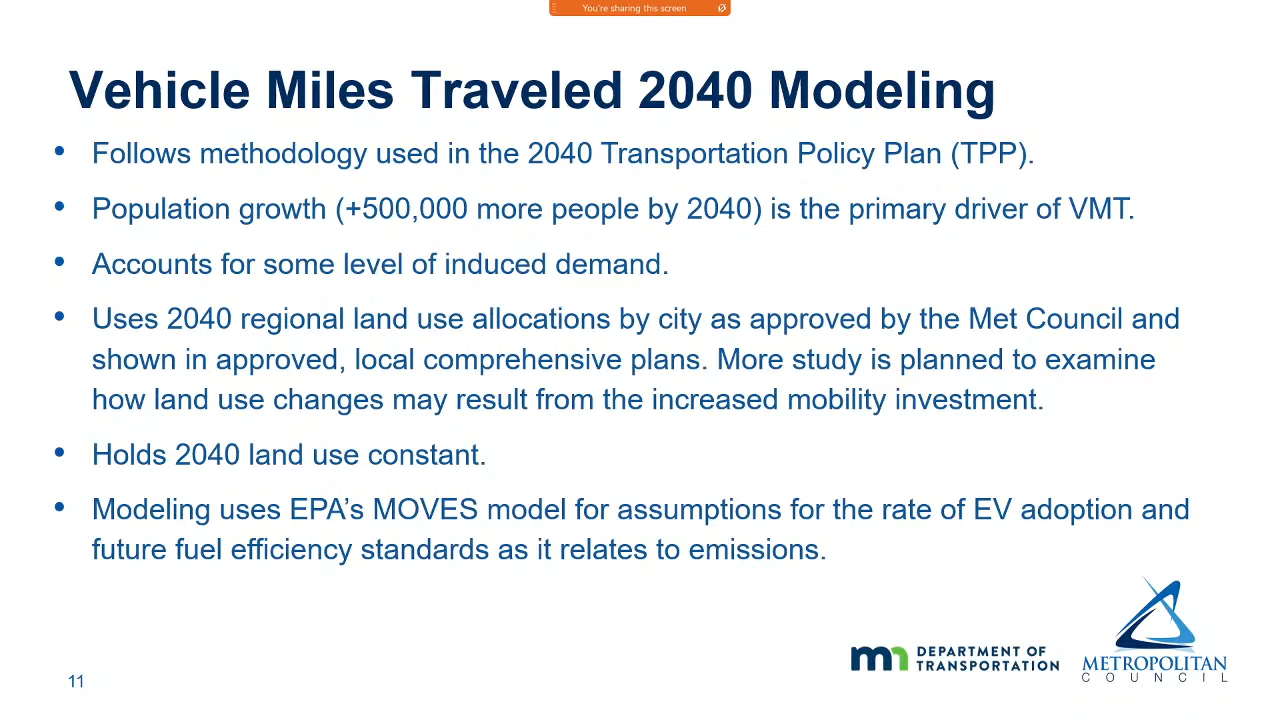 You're sharing this screen
Vehicle Miles Traveled 2040 Modeling
• Follows methodology used in the 2040 Transportation Policy Plan (TPP).
• Population growth (+500,000 more people by 2040) is the primary driver of VMT.
• Accounts for some level of induced demand.
• Uses 2040 regional land use allocations by city as approved by the Met Council and
shown in approved, local comprehensive plans. More study is planned to examine
how land use changes may result from the increased mobility investment.
• Holds 2040 land use constant.
• Modeling uses EPA's MOVES model for assumptions for the rate of EV adoption and
future fuel efficiency standards as it relates to emissions.
mn DEPARTMENT OF
TRANSPORTATION
METROPOLITAN
COUNCIL
11